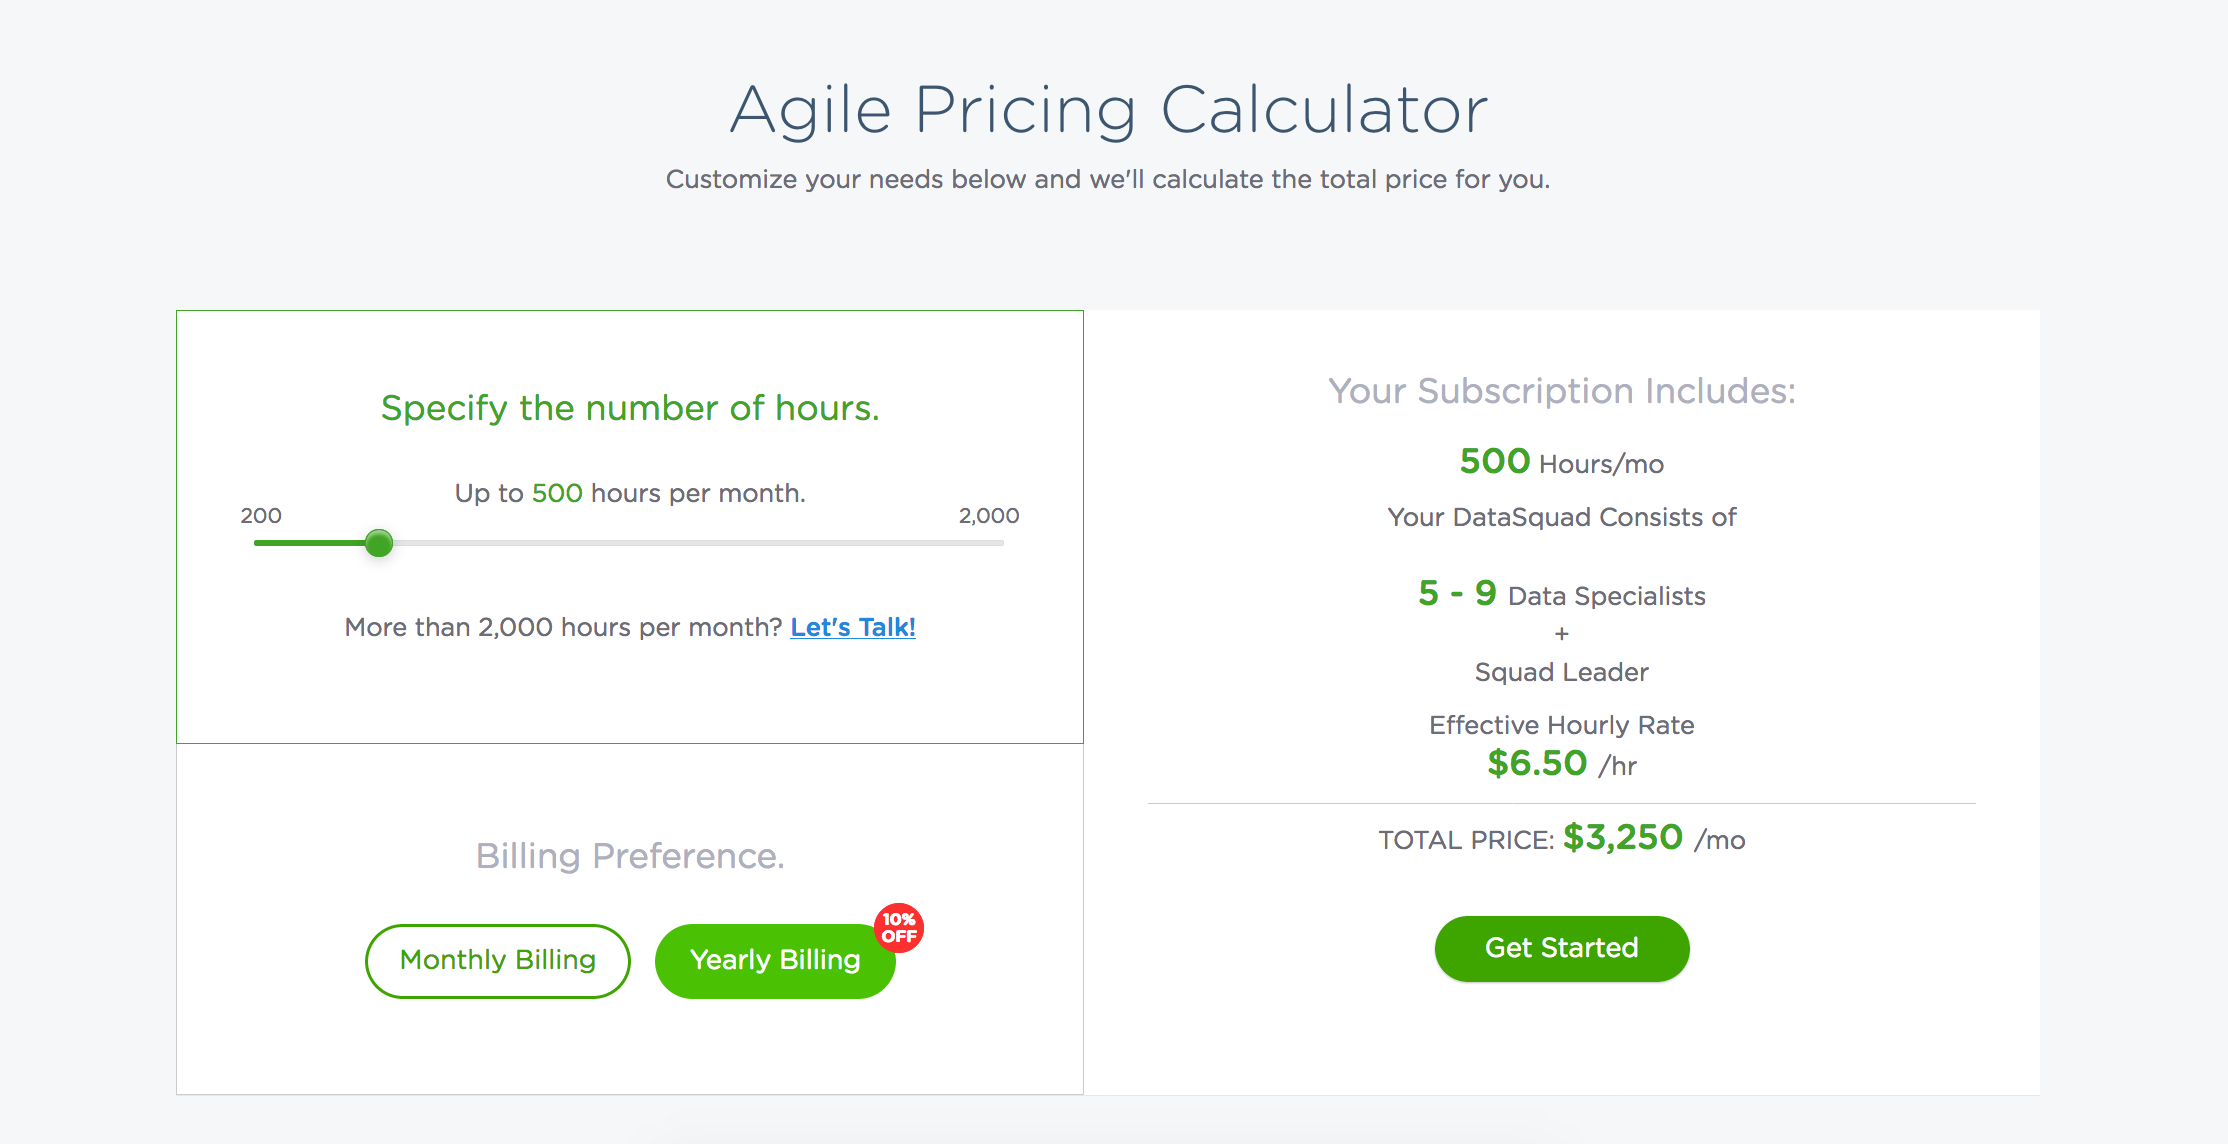 Agile Pricing Calculator
Customize your needs below and we'll calculate the total price for you.
Specify the number of hours.
Up to 500 hours per month.
200
2,000
More than 2,000 hours per month? Let's Talk!
Billing Preference.
Monthly Billing
Yearly Billing
10%
OFF
Your Subscription Includes:
500 Hours/mo
Your DataSquad Consists of
5 - 9 Data Specialists
+
Squad Leader
Effective Hourly Rate
$6.50 /hr
TOTAL PRICE: $3,250 /mo
Get Started